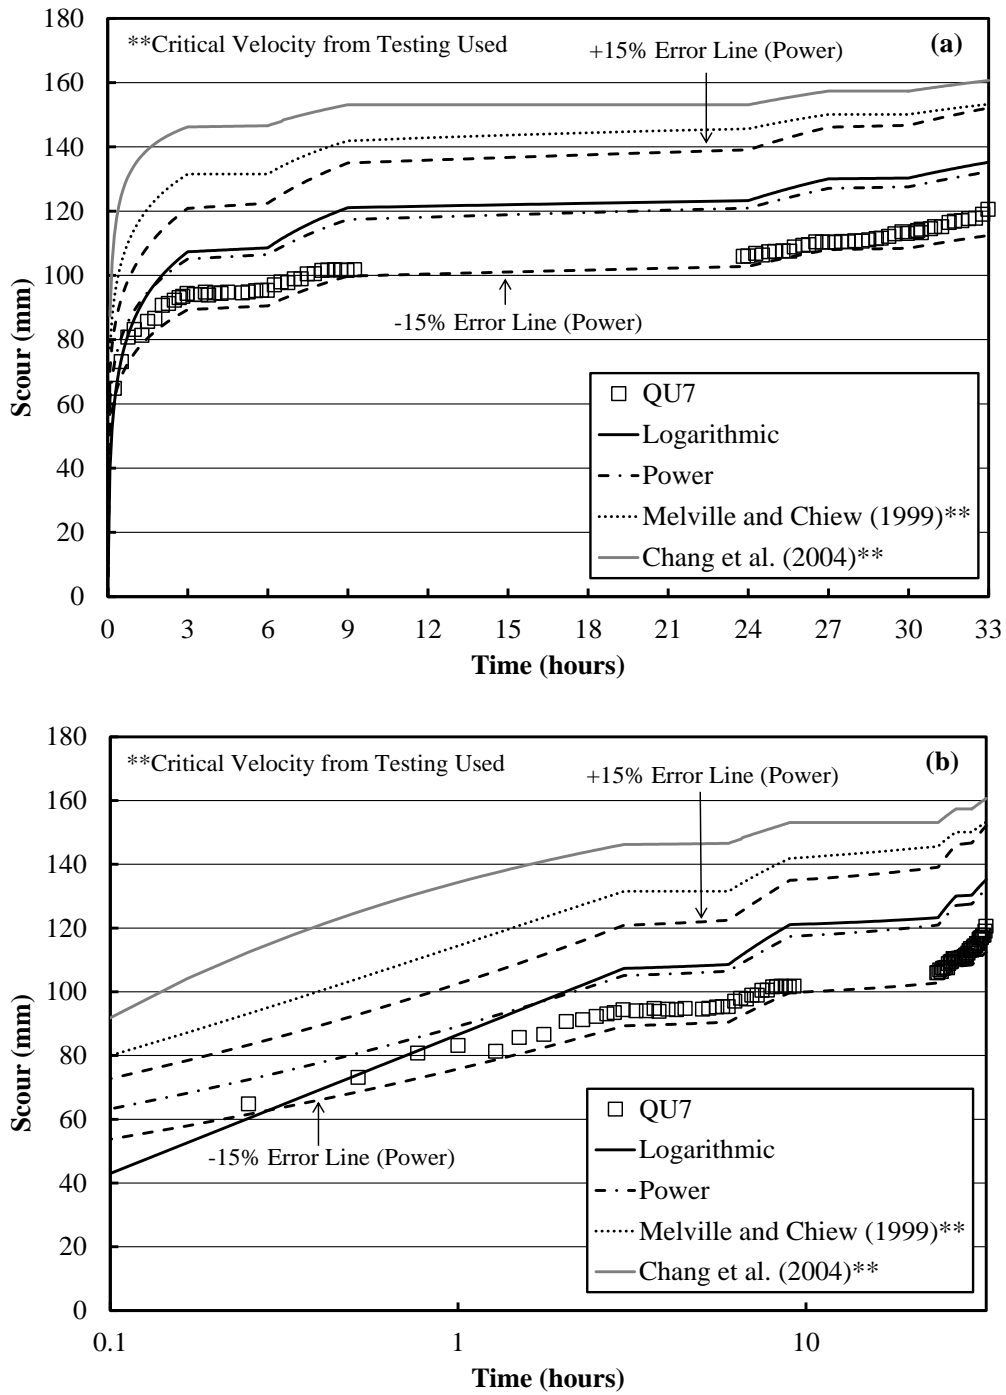 180
160
140
120
100
80
60
40
20
0
Scour (mm)
**Critical Velocity from Testing Used
(a)
+15% Error Line (Power)
-15% Error Line (Power)
QU7
Logarithmic
Power
Melville and Chiew (1999)**
Chang et al. (2004)**
0 3 6 9 12 15 18 21 24 27 30 33
Time (hours)
180
160
140
120
100
80
60
40
20
0
Scour (mm)
**Critical Velocity from Testing Used
(b)
+15% Error Line (Power)
-15% Error Line (Power)
QU7
Logarithmic
Power
Melville and Chiew (1999)**
Chang et al. (2004)**
0.1 1 10
Time (hours)